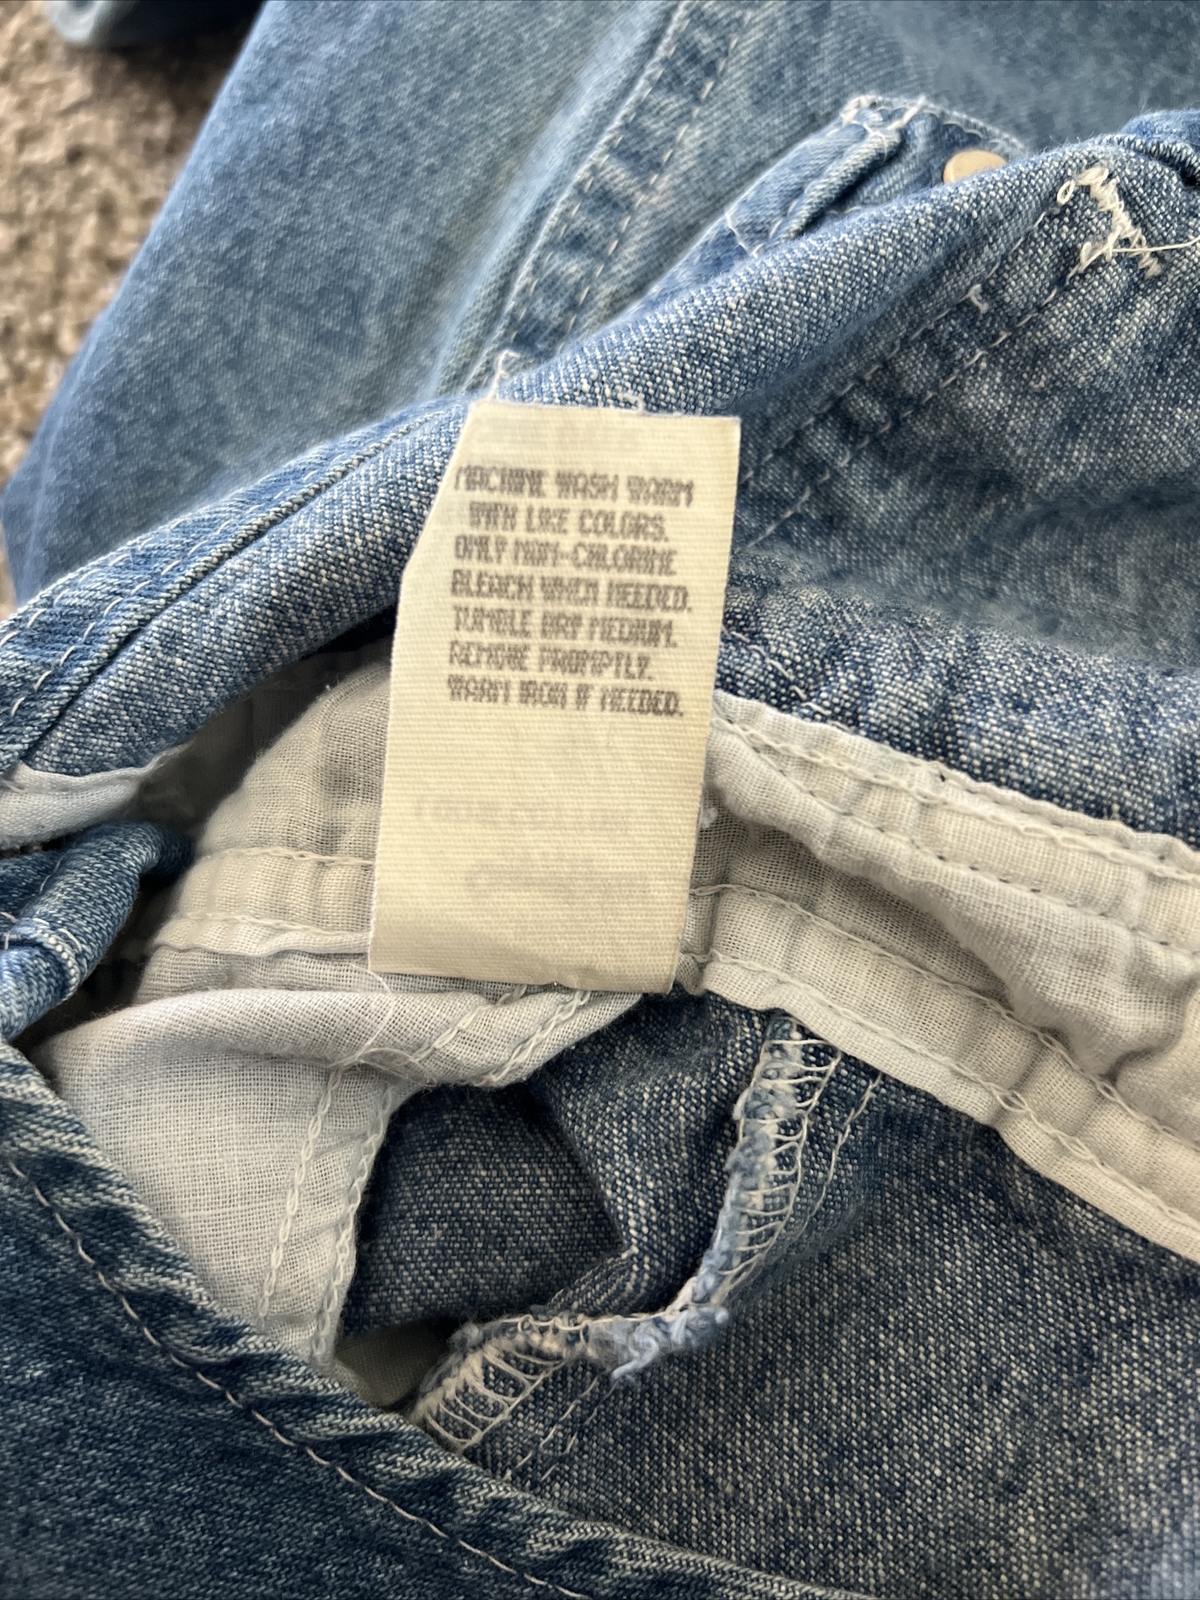 MACHINE WASH WARM
WITH LIKE COLORS.
ONLY NON-CHLORINE
BLEACH WHEN NEEDED.
TUMBLE DRY MEDIUM.
REMOVE PROMPTLY.
WARM IRON IF NEEDED.